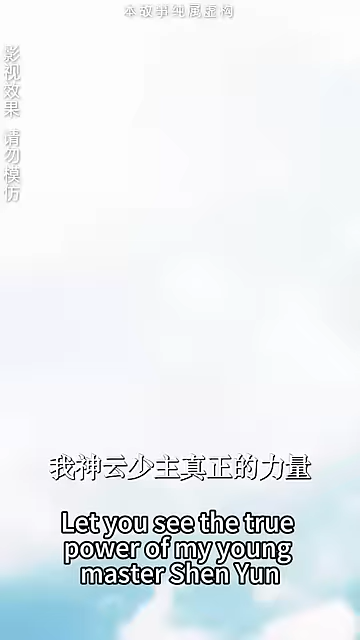 本故事纯属虚构
影视效果 请勿模仿
我神云少主真正的力量
Let you see the true
power of my young
master Shen Yun